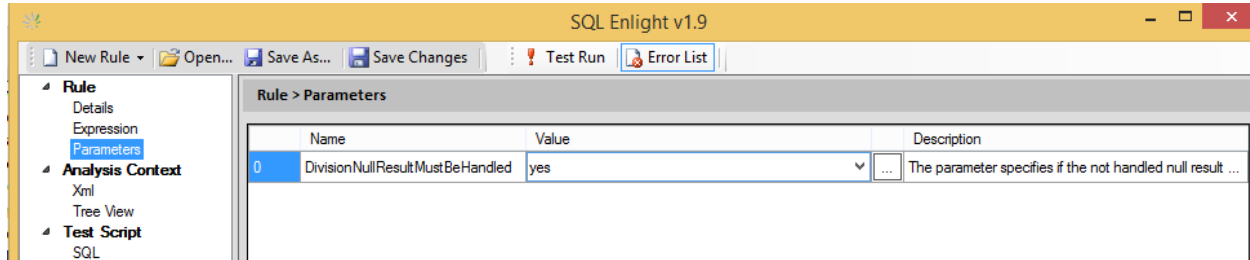 SQL Enlight v1.9
New Rule Open... Save As... Save Changes Test Run Error List
Rule
Details
Expression
Parameters
Analysis Context
Xml
Tree View
Test Script
SQL
Rule > Parameters
Name Value Description
0 DivisionNullResultMustBeHandled yes ... The parameter specifies if the not handled null result ...